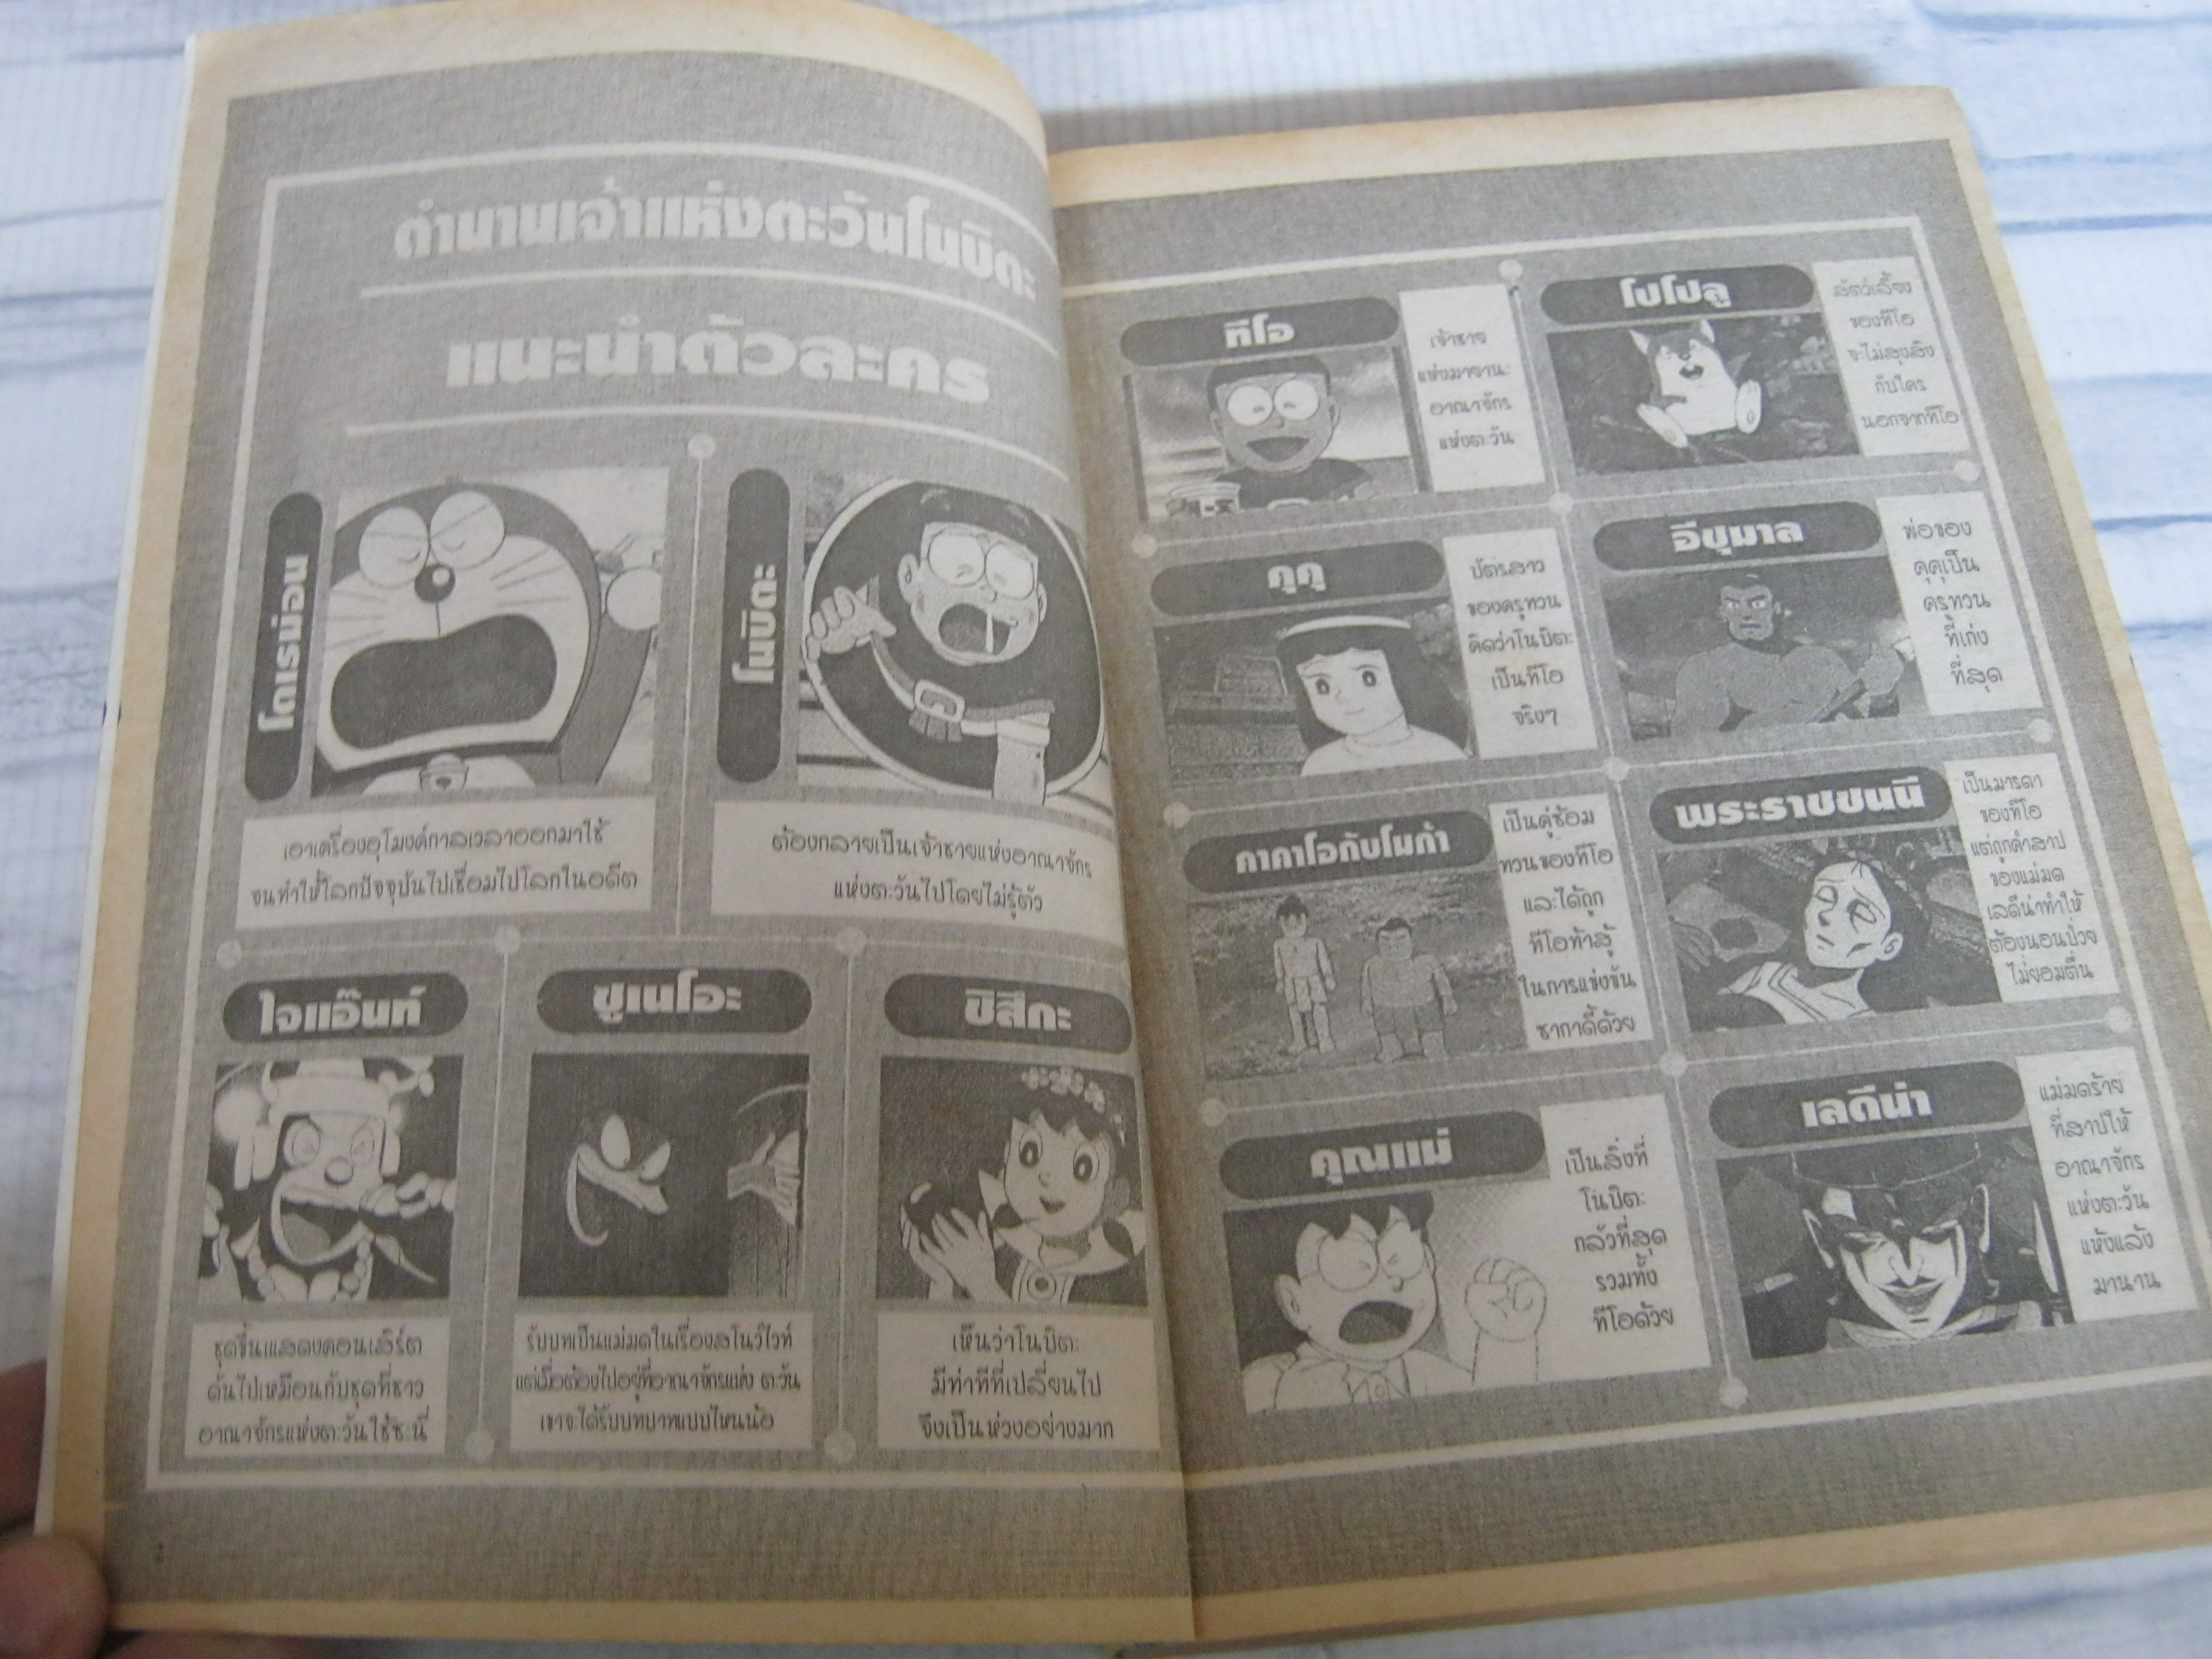 ตำนานเจ้าแห่งตะวันโนบิตะ
แนะนำตัวละคร
โดเรม่อน
เอาเครื่องอุโมงค์กาลเวลาออกมาใช้
จนทำให้โลกปัจจุบันไปเชื่อมไปโลกในอดีต
โนบิตะ
ต้องกลายเป็นเจ้าชายแห่งอาณาจักร
แห่งตะวันไปโดยไม่รู้ตัว
ไจแอ๊นท์
ชุดขึ้นแสดงคอนเสิร์ต
ดันไปเหมือนกับชุดที่ชาว
อาณาจักรแห่งตะวันใช้ซะนี่
ซูเนโอะ
รับบทเป็นแม่มดในเรื่องสโนว์ไวท์
แต่เมื่อต้องไปอยู่ที่อาณาจักรแห่ง ตะวัน
เขาจะได้รับบทบาทแบบไหนน้อ
ชิสึกะ
เห็นว่าโนบิตะ
มีท่าทีที่เปลี่ยนไป
จึงเป็นห่วงอย่างมาก
2
ทีโอ
เจ้าชาย
แห่งมายานะ
อาณาจักร
แห่งตะวัน
โปโปลู
สัตว์เลี้ยง
ของทีโอ
จะไม่สุงสิง
กับใคร
นอกจากทีโอ
คุคุ
บุตรสาว
ของครูทวน
คิดว่าโนบิตะ
เป็นทีโอ
จริงๆ
อีชุมาล
พ่อของ
คุคุเป็น
ครูทวน
ที่เก่ง
ที่สุด
คาคาโอกับโมก้า
เป็นคู่ซ้อม
ทวนของทีโอ
และได้ถูก
ทีโอท้าสู้
ในการแข่งขัน
ซากาดี้ด้วย
พระราชชนนี
เป็นมารดา
ของทีโอ
แต่ถูกคำสาป
ของแม่มด
เลดีน่าทำให้
ต้องนอนป่วย
ไม่ยอมตื่น
คุณแม่
เป็นสิ่งที่
โนบิตะ
กลัวที่สุด
รวมทั้ง
ทีโอด้วย
เลดีน่า
แม่มดร้าย
ที่สาปให้
อาณาจักร
แห่งตะวัน
แห้งแล้ง
มานาน